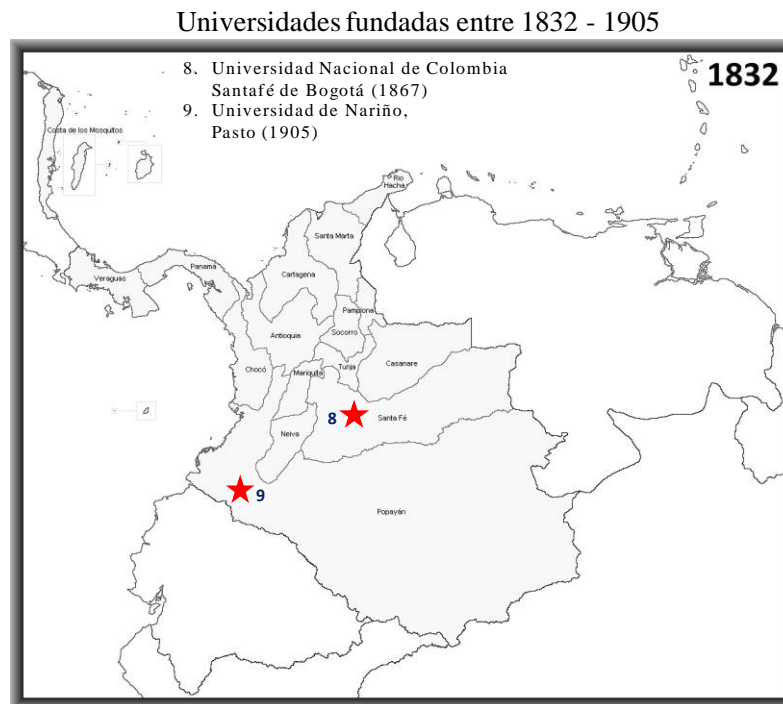 Universidades fundadas entre 1832 - 1905
8. Universidad Nacional de Colombia
Santafé de Bogotá (1867)
9. Universidad de Nariño,
Pasto (1905)
1832
Costa de los Mosquitos
Rio
Hacha
Santa Marta
Panamá
Veraguas
Cartagena
Pamplona
Socorro
Antioquia
Chocó
Mariquita
Tunja
Casanare
8
Santa Fé
Neiva
9
Popayán